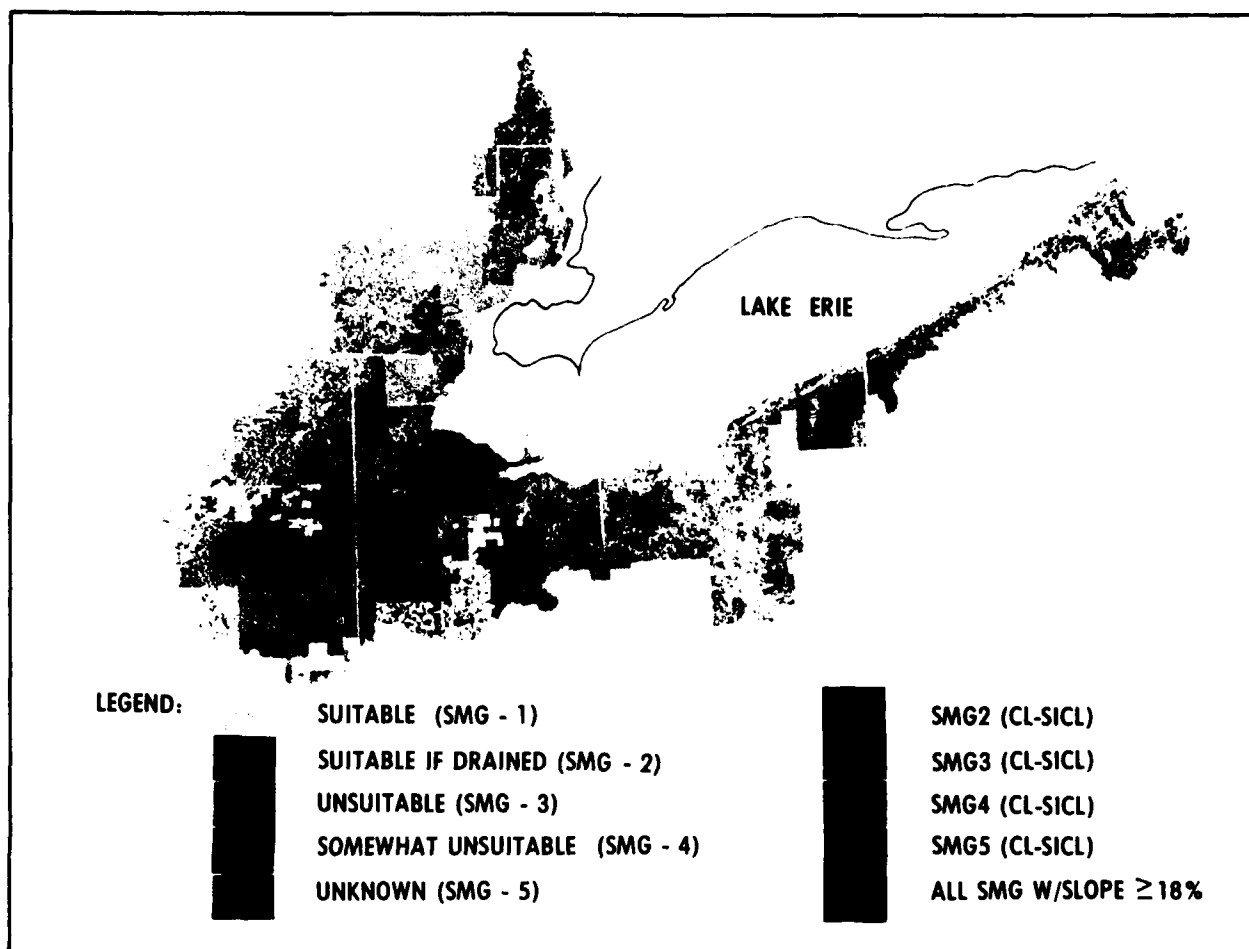 LAKE ERIE
LEGEND:
SUITABLE (SMG - 1)
SUITABLE IF DRAINED (SMG - 2)
UNSUITABLE (SMG - 3)
SOMEWHAT UNSUITABLE (SMG - 4)
UNKNOWN (SMG - 5)
SMG2 (CL-SICL)
SMG3 (CL-SICL)
SMG4 (CL-SICL)
SMG5 (CL-SICL)
ALL SMG W/SLOPE ≥18%